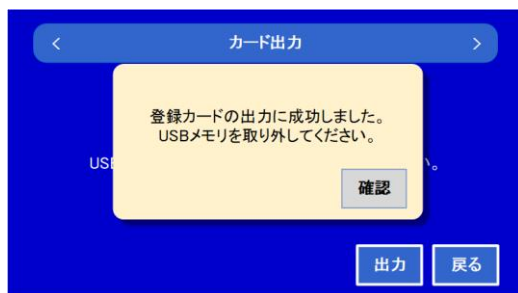 < カード出力 >
登録カードの出力に成功しました。
USBメモリを取り外してください。
US い。
確認
出力 戻る